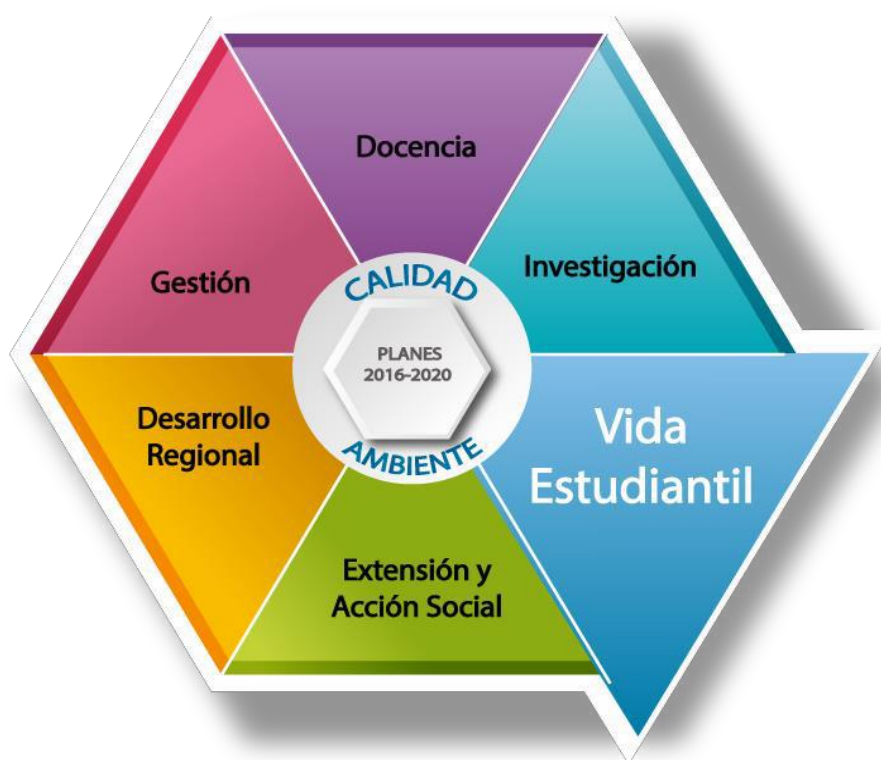 Docencia
Investigación
Gestión
CALIDAD
PLANES
2016-2020
AMBIENTE
Vida
Estudiantil
Desarrollo
Regional
Extensión y
Acción Social